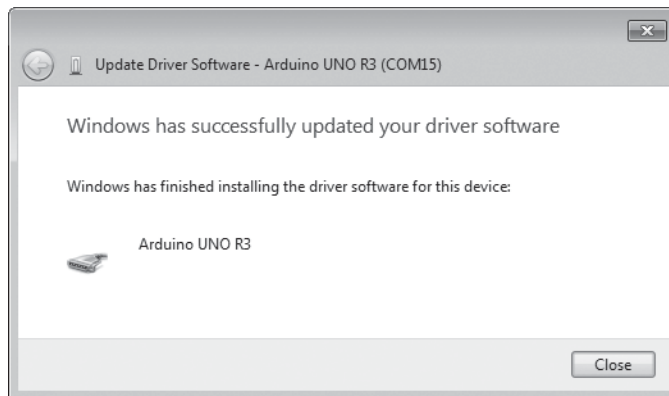 Update Driver Software - Arduino UNO R3 (COM15)
Windows has successfully updated your driver software
Windows has finished installing the driver software for this device:
Arduino UNO R3
Close